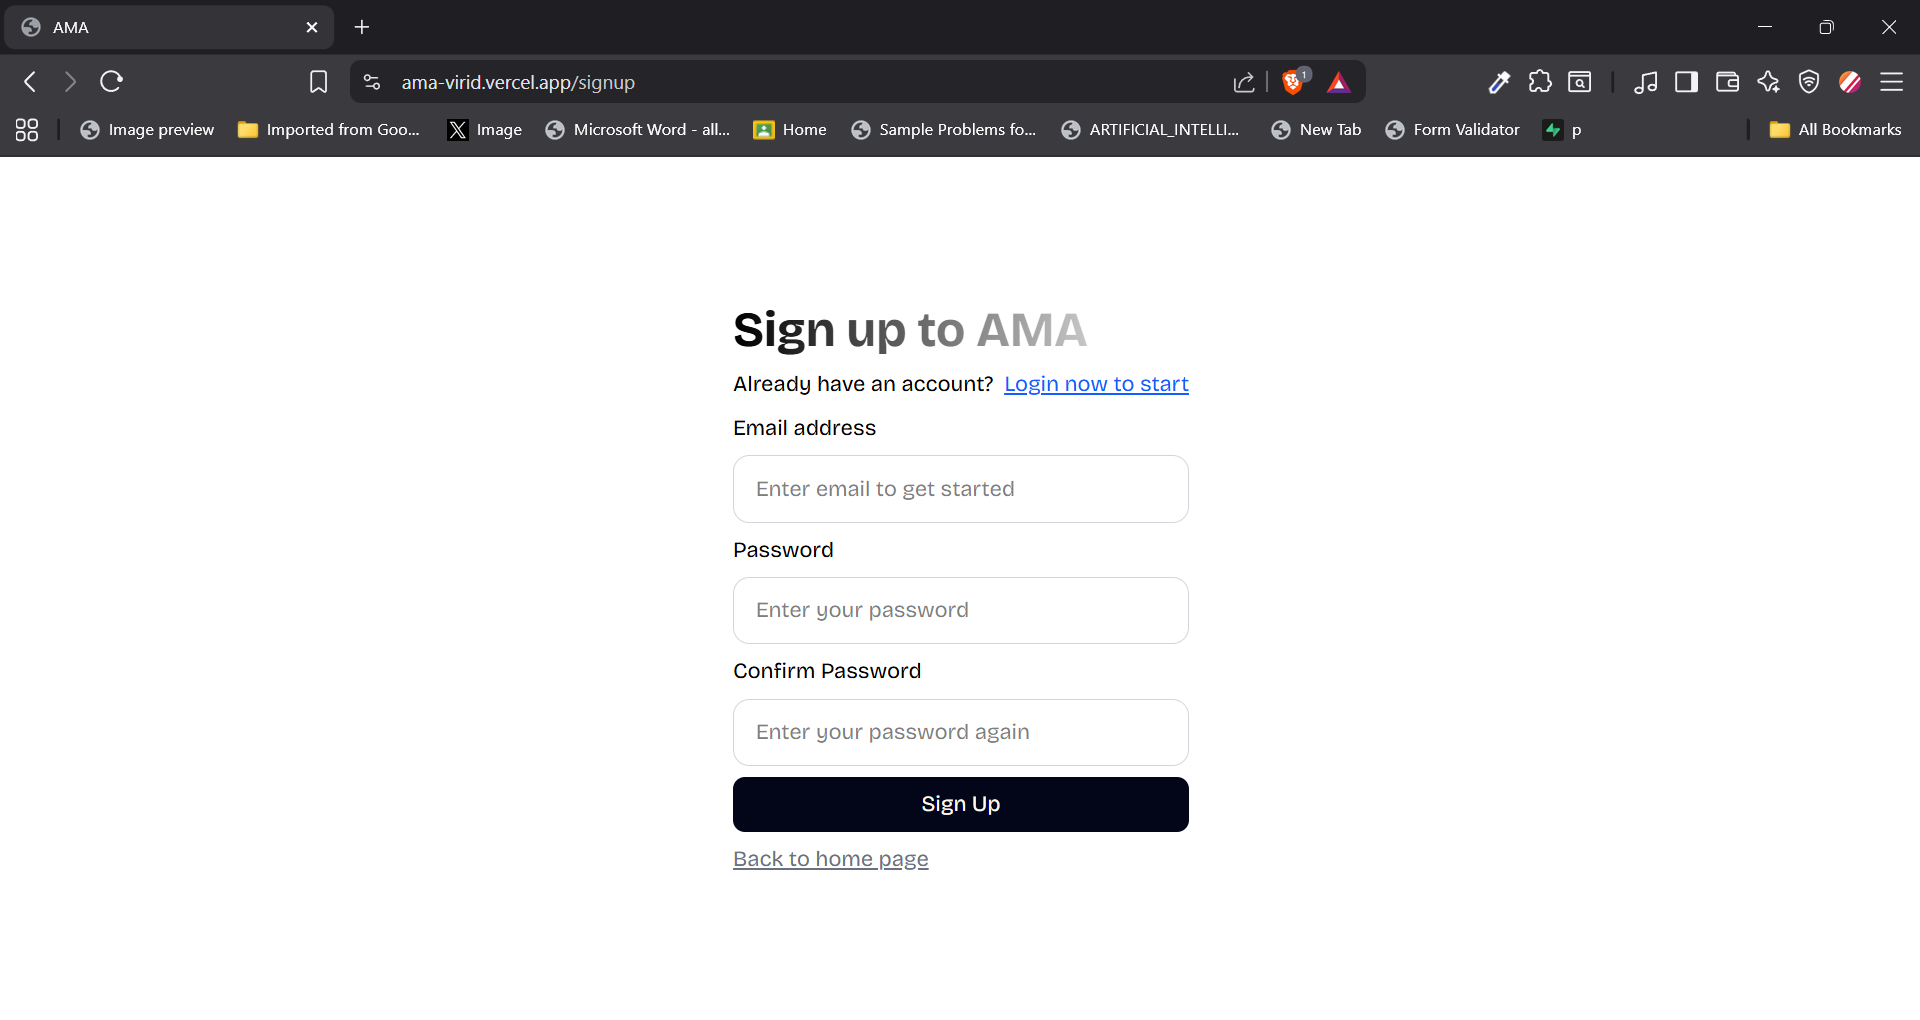 AMA
ama-virid.vercel.app/signup
1
Image preview
Imported from Goo...
Image
Microsoft Word - all...
Home
Sample Problems fo...
ARTIFICIAL_INTELLI...
New Tab
Form Validator
p
All Bookmarks
Sign up to AMA
Already have an account? Login now to start
Email address
Enter email to get started
Password
Enter your password
Confirm Password
Enter your password again
Sign Up
Back to home page